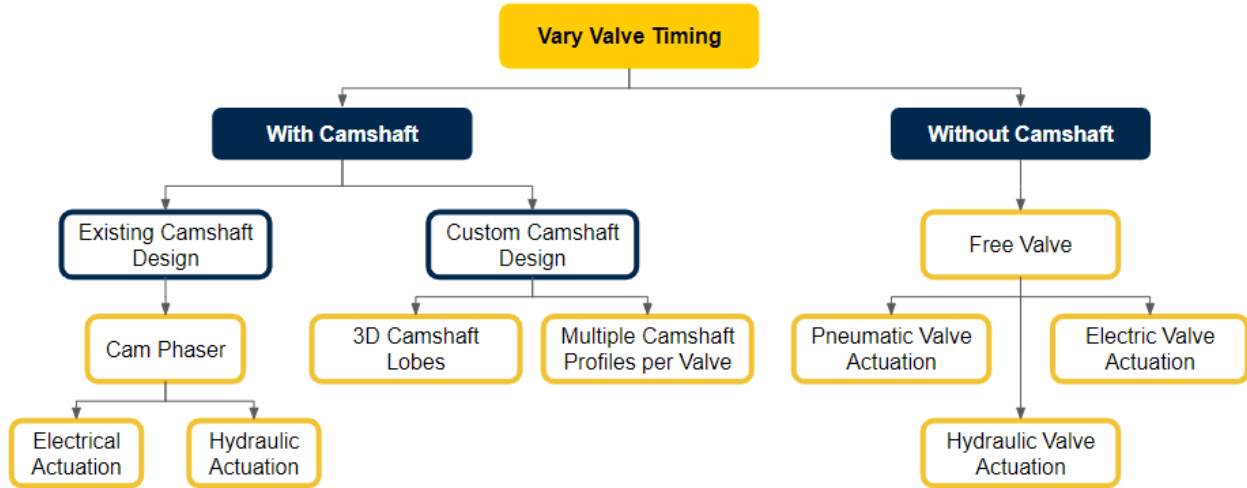 Vary Valve Timing
With Camshaft
Without Camshaft
Existing Camshaft
Design
Custom Camshaft
Design
Free Valve
Cam Phaser
3D Camshaft
Lobes
Multiple Camshaft
Profiles per Valve
Pneumatic Valve
Actuation
Electric Valve
Actuation
Electrical
Actuation
Hydraulic
Actuation
Hydraulic Valve
Actuation